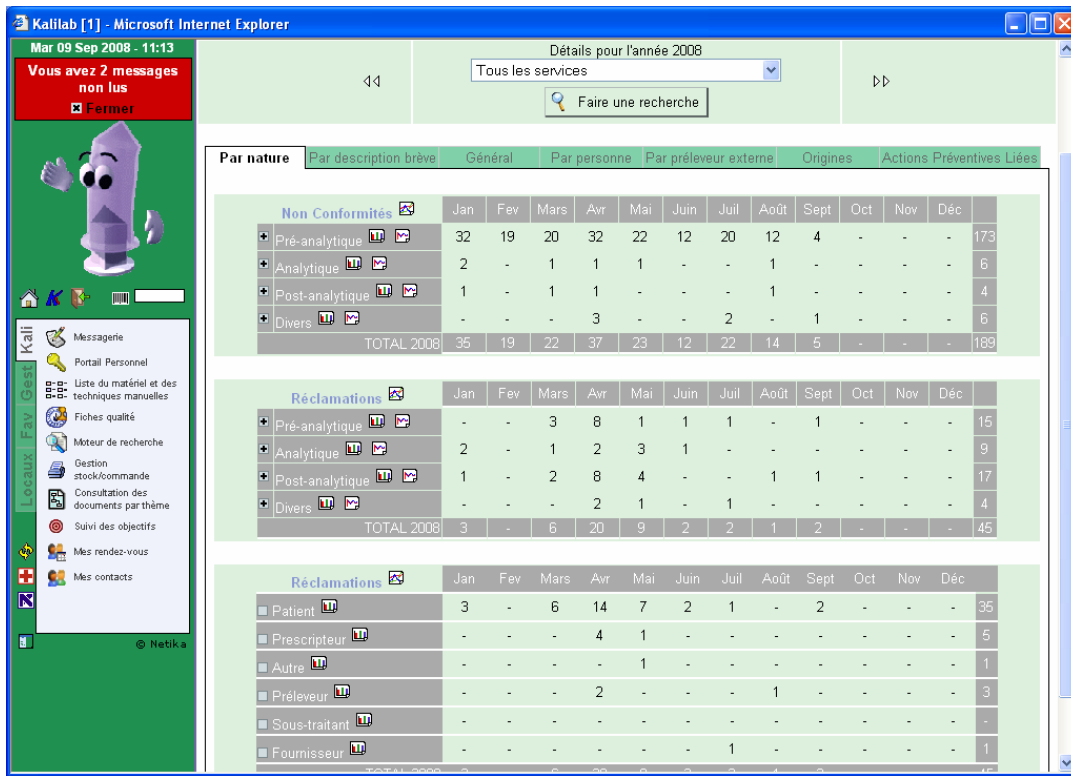 Kalilab [1] - Microsoft Internet Explorer
Mar 09 Sep 2008 - 11:13
Vous avez 2 messages
non lus
Fermer
Kali
Gest
Fav
Locaux
Messagerie
Portail Personnel
Liste du matériel et des
techniques manuelles
Fiches qualité
Moteur de recherche
Gestion
stock/commande
Consultation des
documents par thème
Suivi des objectifs
Mes rendez-vous
Mes contacts
© Netika
Détails pour l'année 2008
Tous les services
Faire une recherche
Par nature Par description brève Général Par personne Par préleveur externe Origines Actions Préventives Liées
Non Conformités Jan Fev Mars Avr Mai Juin Juil Août Sept Oct Nov Déc
Pré-analytique 32 19 20 32 22 12 20 12 4 - - - 173
Analytique 2 - 1 1 1 - - 1 - - - - 6
Post-analytique 1 - 1 1 - - - 1 - - - - 4
Divers - - - 3 - - 2 - 1 - - - 6
TOTAL 2008 35 19 22 37 23 12 22 14 5 - - - 189
Réclamations Jan Fev Mars Avr Mai Juin Juil Août Sept Oct Nov Déc
Pré-analytique - - 3 8 1 1 1 - 1 - - - 15
Analytique 2 - 1 2 3 1 - - - - - - 9
Post-analytique 1 - 2 8 4 - - 1 1 - - - 17
Divers - - - 2 1 - 1 - - - - - 4
TOTAL 2008 3 - 6 20 9 2 2 1 2 - - - 45
Réclamations Jan Fev Mars Avr Mai Juin Juil Août Sept Oct Nov Déc
Patient 3 - 6 14 7 2 1 - 2 - - - 35
Prescripteur - - - 4 1 - - - - - - - 5
Autre - - - - 1 - - - - - - - 1
Préleveur - - - 2 - - - 1 - - - - 3
Sous-traitant - - - - - - - - - - - - -
Fournisseur - - - - - - 1 - - - - - 1